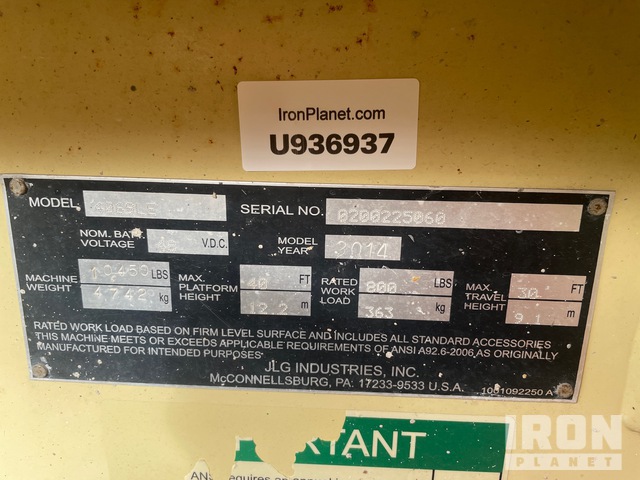 IronPlanet.com
U936937
MODEL SERIAL NO. 0200225060
NOM. BATT. VOLTAGE 48 V.D.C. MODEL YEAR 2014
MACHINE WEIGHT 10450 LBS 4742 kg MAX. PLATFORM HEIGHT 40 FT 12.2 m RATED WORK LOAD 800 LBS 363 kg MAX TRAVEL HEIGHT 30 FT 9.1 m
RATED WORK LOAD BASED ON FIRM LEVEL SURFACE AND INCLUDES ALL STANDARD ACCESSORIES
THIS MACHINE MEETS OR EXCEEDS APPLICABLE REQUIREMENTS OF ANSI A92.6-2006 AS ORIGINALLY
MANUFACTURED FOR INTENDED PURPOSES
JLG INDUSTRIES, INC.
McCONNELLSBURG, PA. 17233-9533 U.S.A.
1001092250 A
RTANT
IRON
PLANET